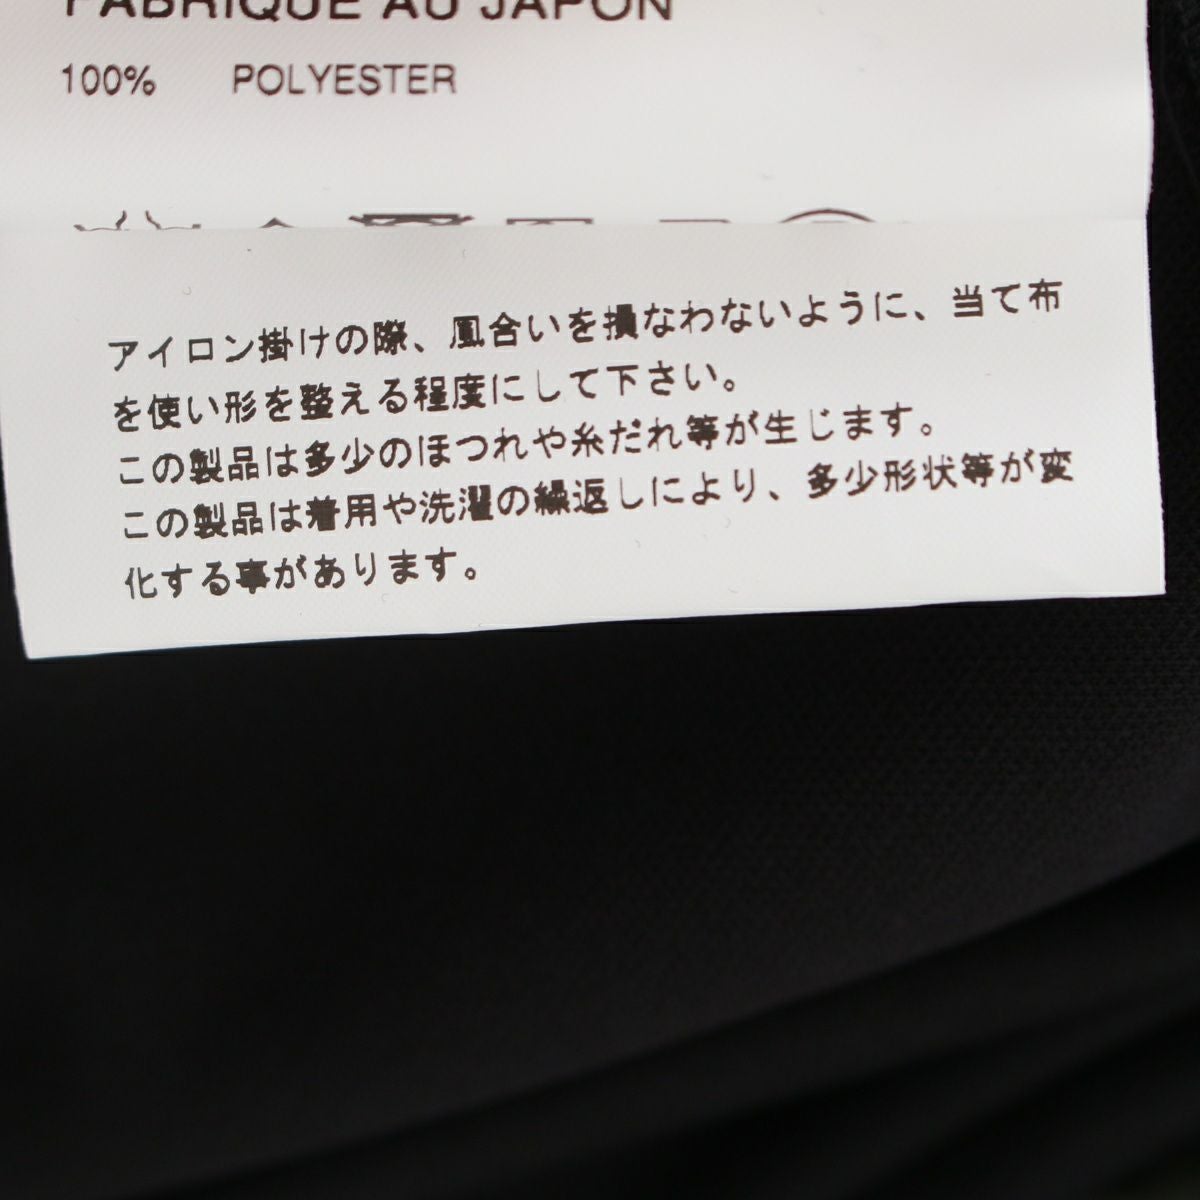 FABRIQUÉ AU JAPON
100% POLYESTER
アイロン掛けの際、風合いを損なわないように、当て布
を使い形を整える程度にして下さい。
この製品は多少のほつれや糸だれ等が生じます。
この製品は着用や洗濯の繰返しにより、多少形状等が変
化する事があります。